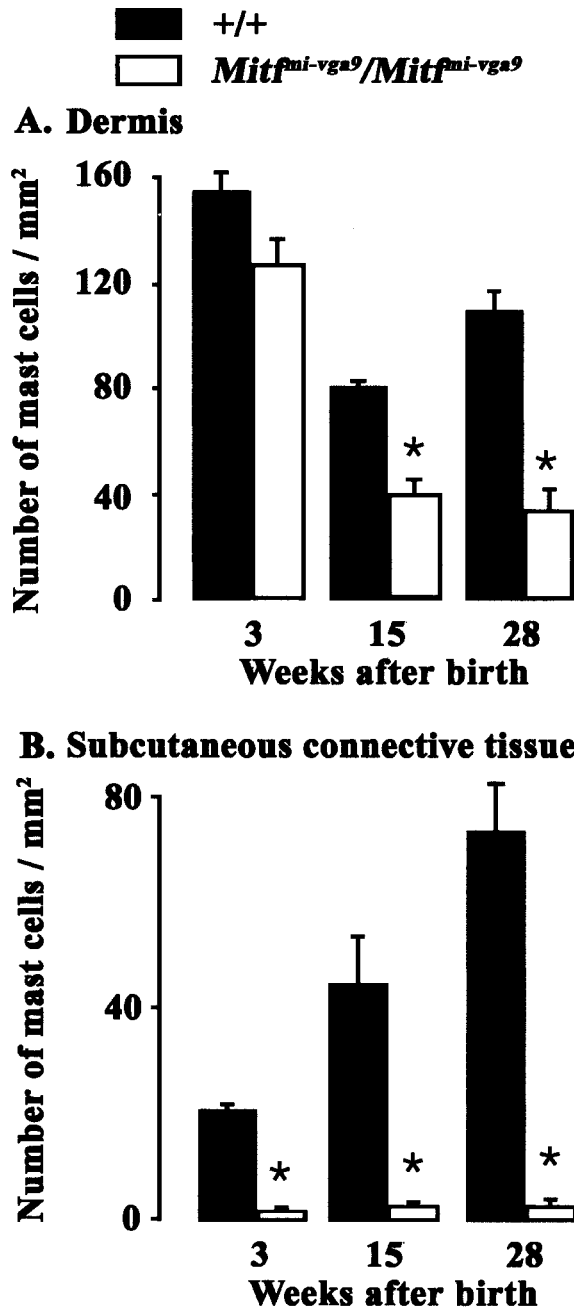 +/+
Mitf^mi-vga9/Mitf^mi-vga9
A. Dermis
Number of mast cells / mm²
160
120
80
40
0
*
*
3 15 28
Weeks after birth
B. Subcutaneous connective tissue
Number of mast cells / mm²
80
40
0
*
*
*
3 15 28
Weeks after birth